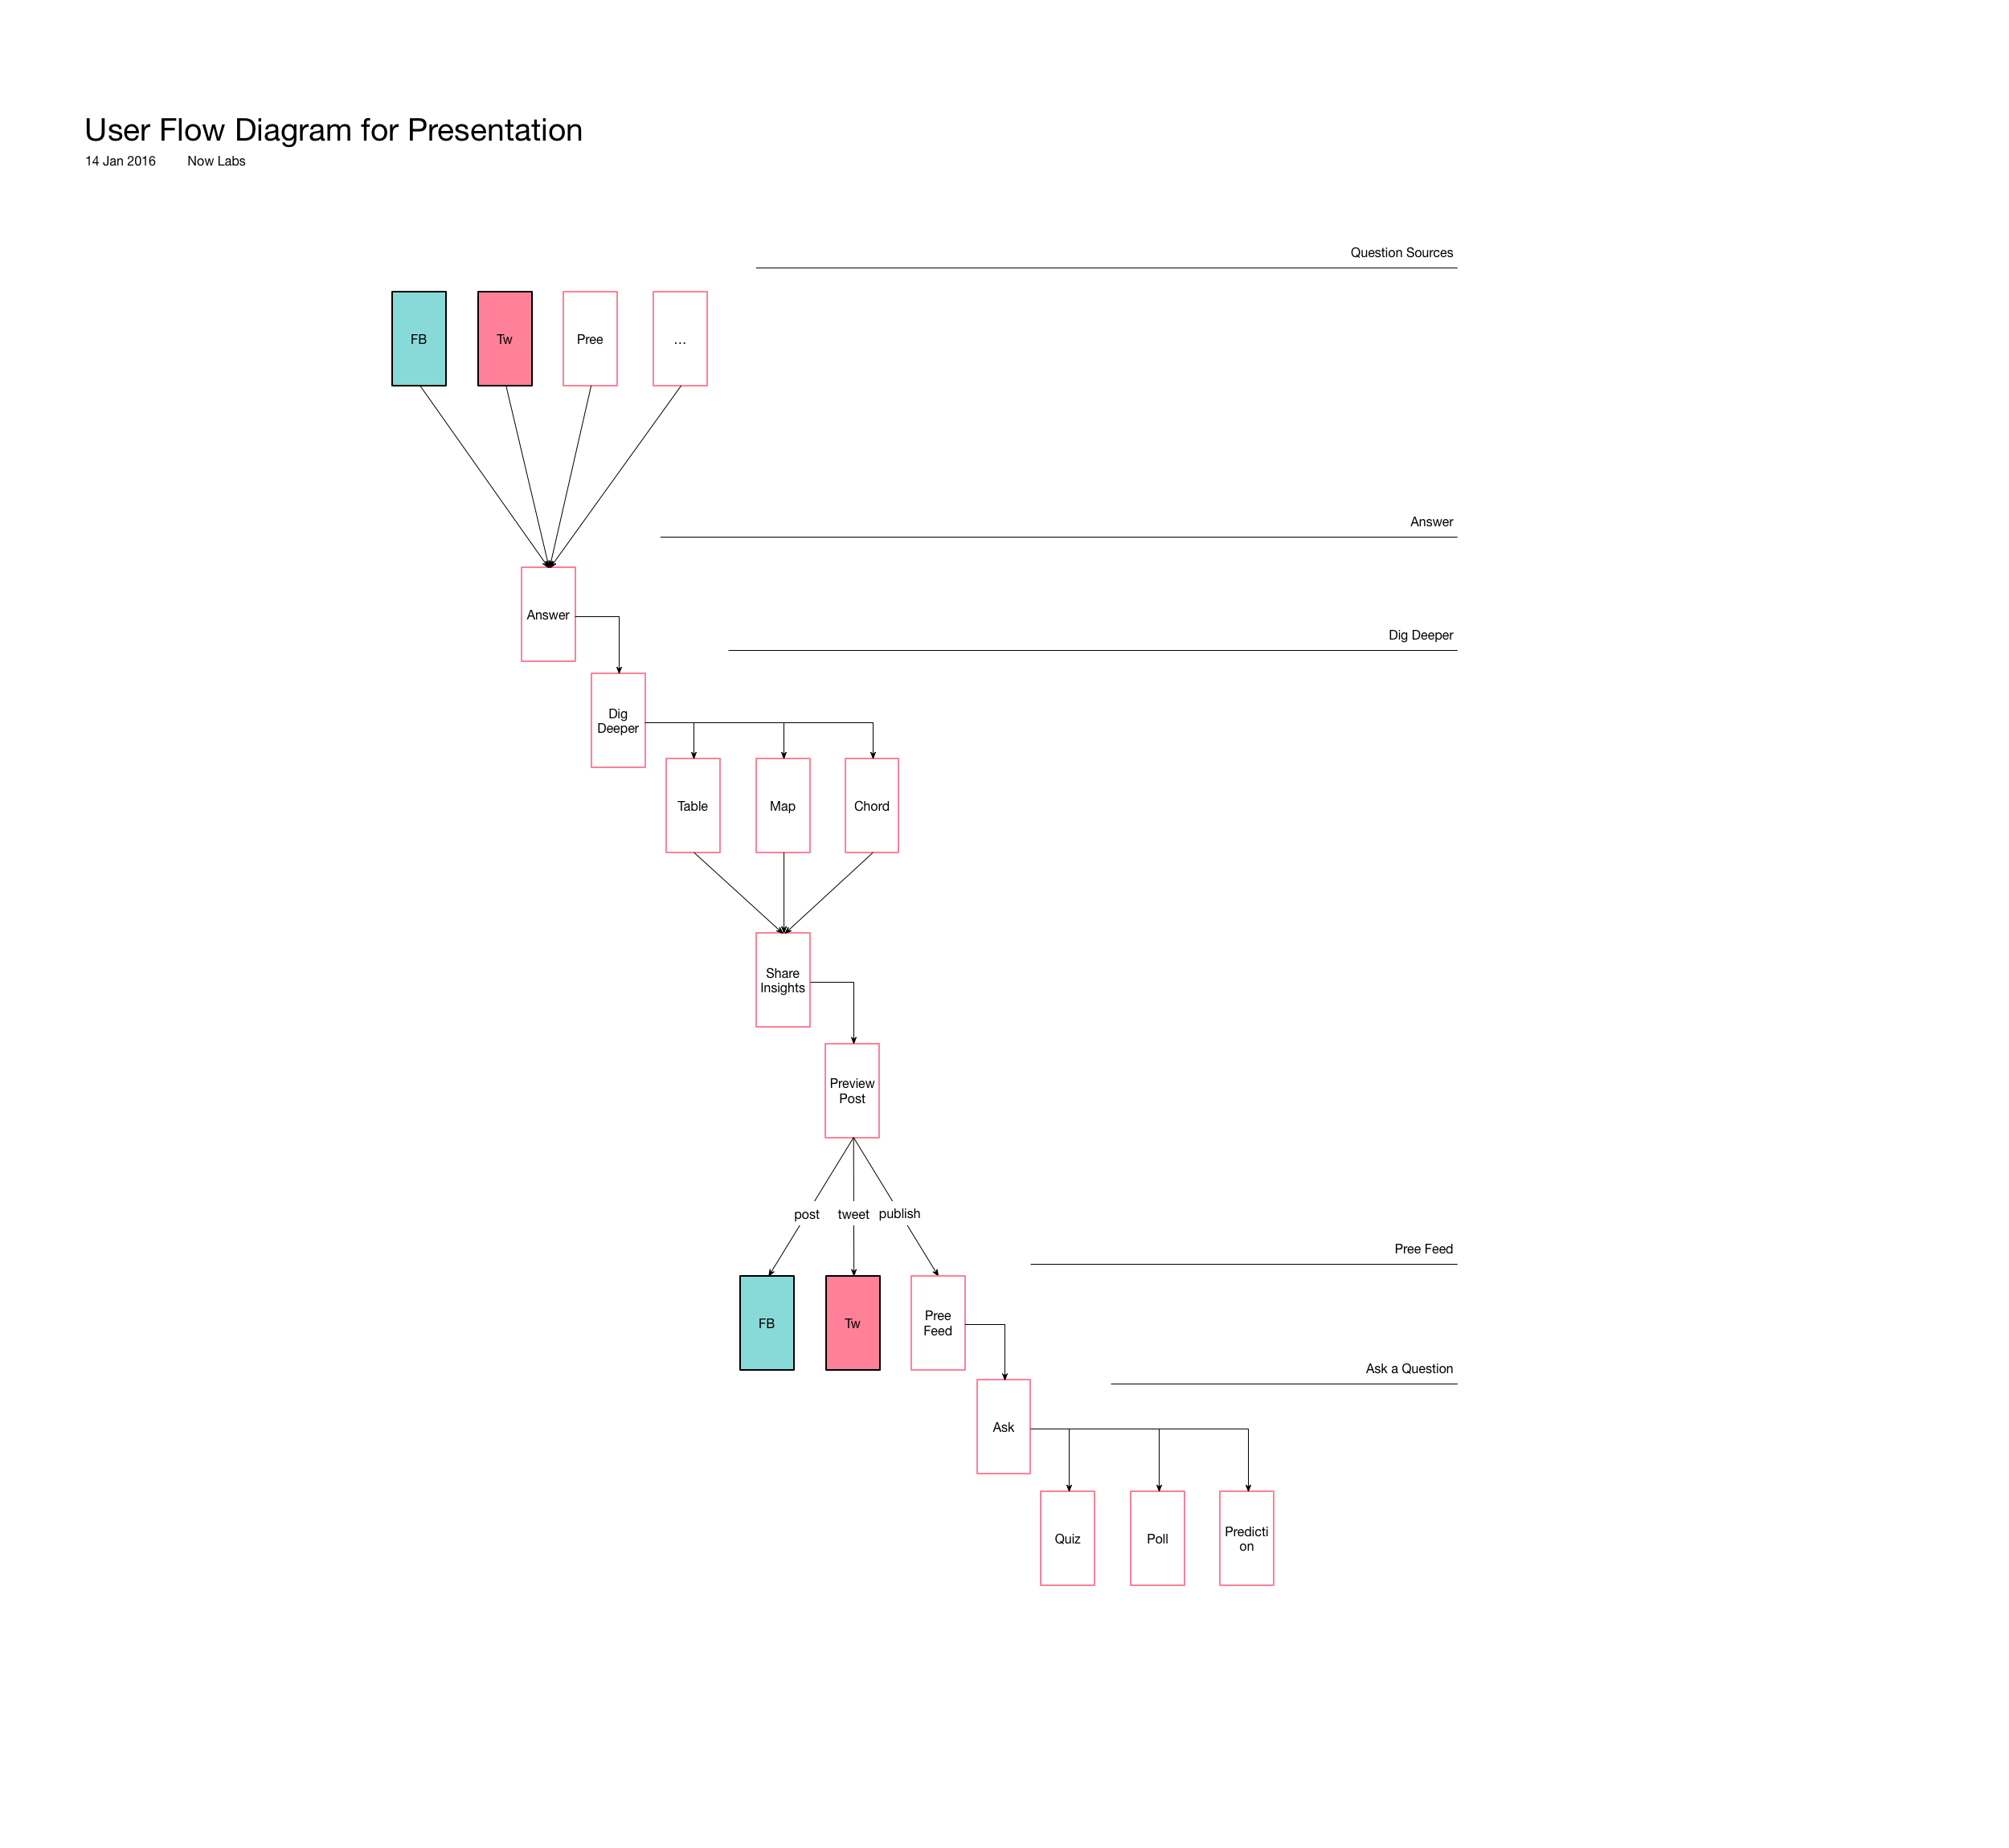 User Flow Diagram for Presentation
14 Jan 2016 Now Labs
Question Sources
FB
Tw
Pree
...
Answer
Answer
Dig Deeper
Dig
Deeper
Table
Map
Chord
Share
Insights
Preview
Post
post
tweet
publish
Pree Feed
FB
Tw
Pree
Feed
Ask a Question
Ask
Quiz
Poll
Predicti
on